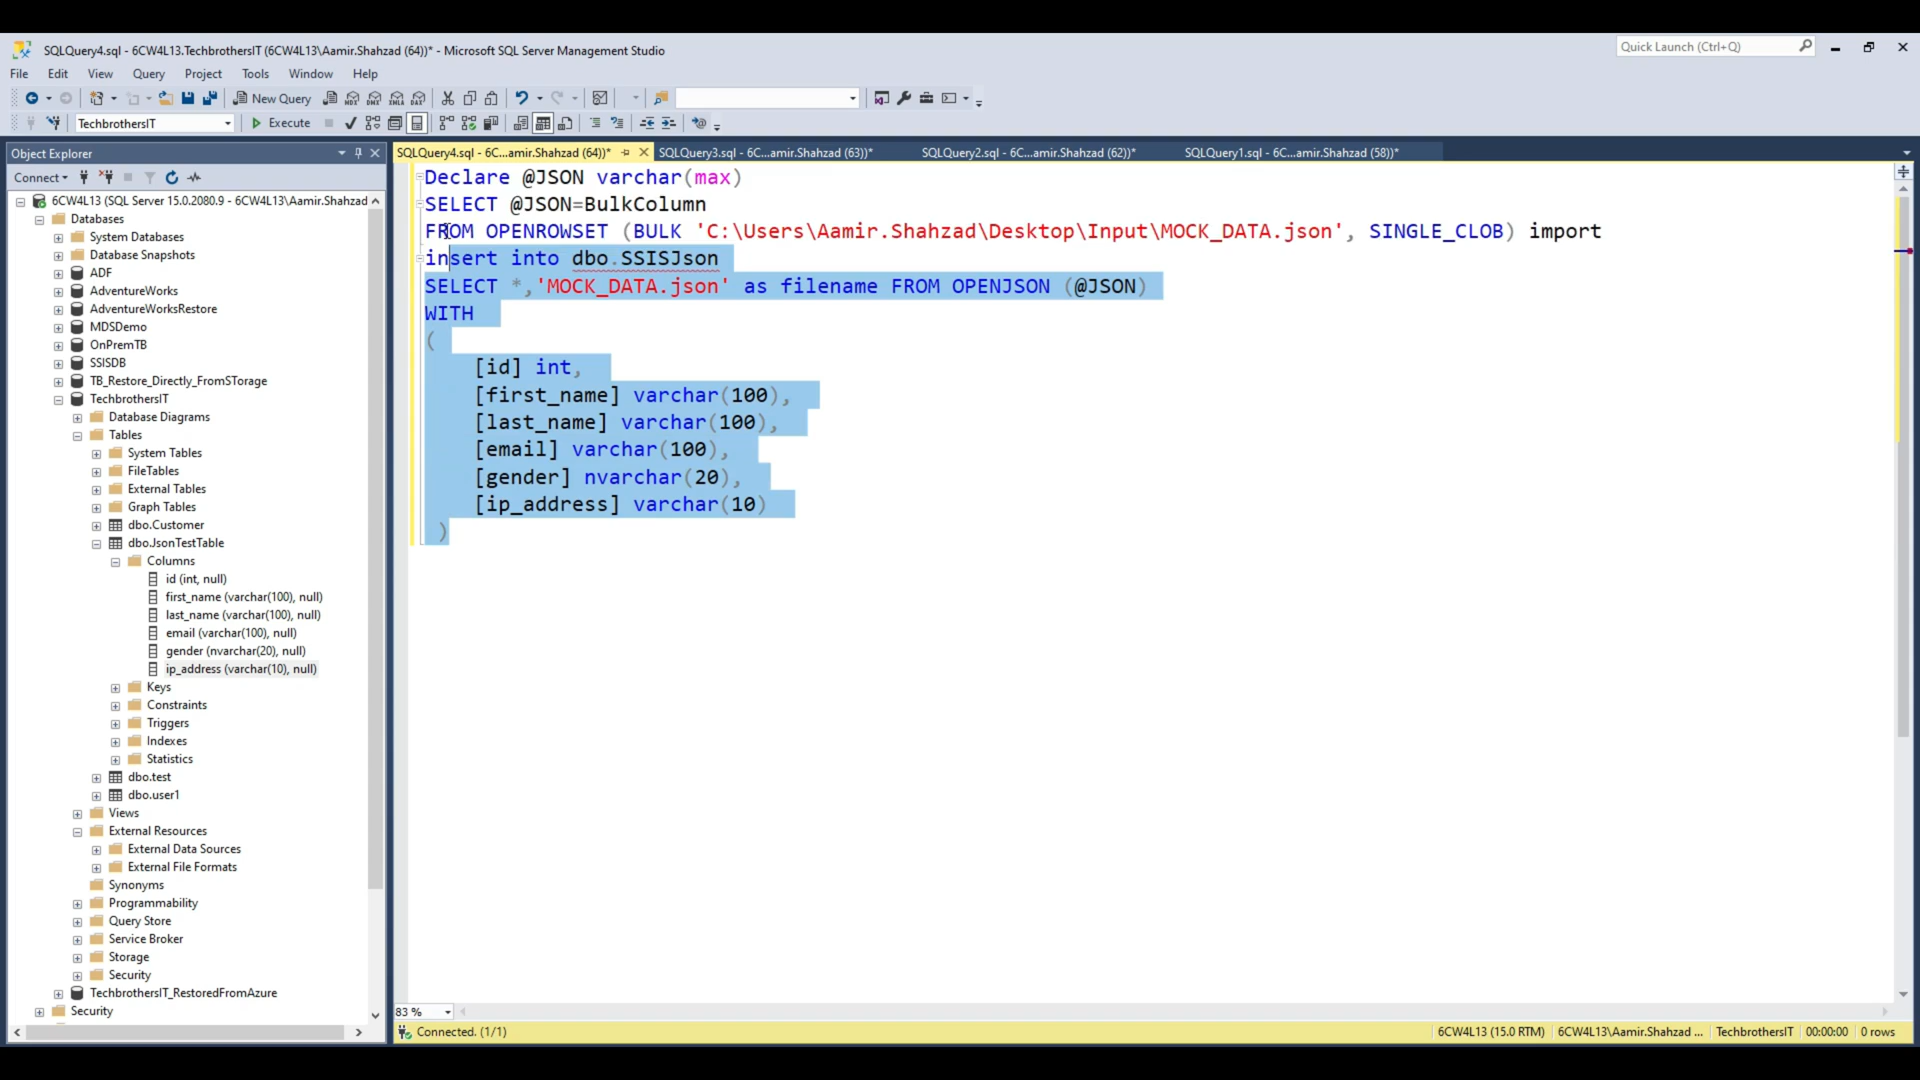 SQLQuery4.sql - 6CW4L13.TechbrothersIT (6CW4L13\Aamir.Shahzad (64))* - Microsoft SQL Server Management Studio
Quick Launch (Ctrl+Q)
File Edit View Query Project Tools Window Help
New Query
TechbrothersIT Execute
Object Explorer
SQLQuery4.sql - 6C...amir.Shahzad (64))* SQLQuery3.sql - 6C...amir.Shahzad (63))* SQLQuery2.sql - 6C...amir.Shahzad (62))* SQLQuery1.sql - 6C...amir.Shahzad (58))*
Connect
6CW4L13 (SQL Server 15.0.2080.9 - 6CW4L13\Aamir.Shahzad
Databases
System Databases
Database Snapshots
ADF
AdventureWorks
AdventureWorksRestore
MDSDemo
OnPremTB
SSISDB
TB_Restore_Directly_FromSTorage
TechbrothersIT
Database Diagrams
Tables
System Tables
FileTables
External Tables
Graph Tables
dbo.Customer
dbo.JsonTestTable
Columns
id (int, null)
first_name (varchar(100), null)
last_name (varchar(100), null)
email (varchar(100), null)
gender (nvarchar(20), null)
ip_address (varchar(10), null)
Keys
Constraints
Triggers
Indexes
Statistics
dbo.test
dbo.user1
Views
External Resources
External Data Sources
External File Formats
Synonyms
Programmability
Query Store
Service Broker
Storage
Security
TechbrothersIT_RestoredFromAzure
Security
Declare @JSON varchar(max)
SELECT @JSON=BulkColumn
FROM OPENROWSET (BULK 'C:\Users\Aamir.Shahzad\Desktop\Input\MOCK_DATA.json', SINGLE_CLOB) import
insert into dbo.SSISJson
SELECT *,'MOCK_DATA.json' as filename FROM OPENJSON (@JSON)
WITH
(
[id] int,
[first_name] varchar(100),
[last_name] varchar(100),
[email] varchar(100),
[gender] nvarchar(20),
[ip_address] varchar(10)
)
83 %
Connected. (1/1)
6CW4L13 (15.0 RTM) 6CW4L13\Aamir.Shahzad ... TechbrothersIT 00:00:00 0 rows